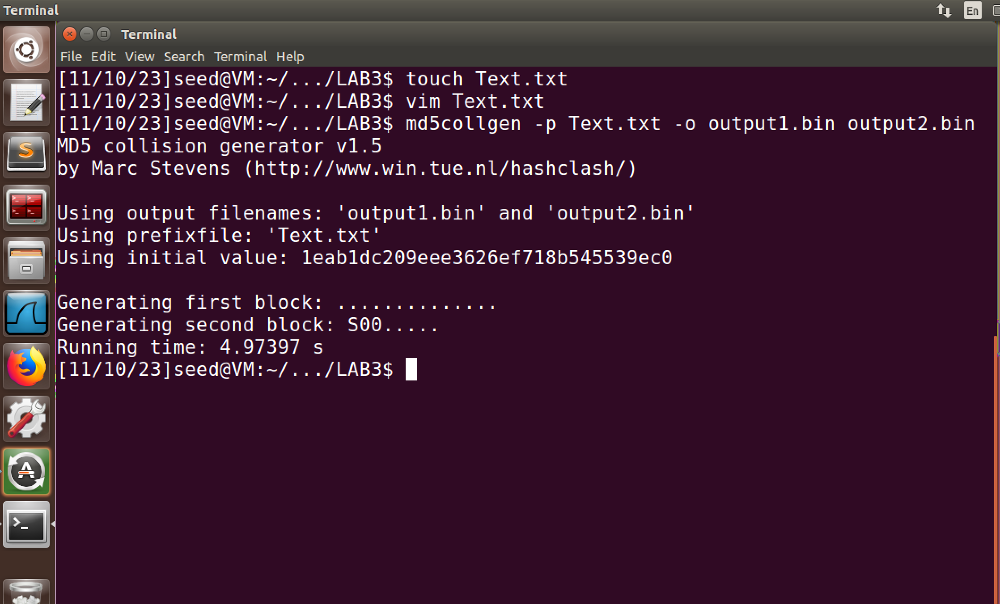 Terminal
En
Terminal
File Edit View Search Terminal Help
[11/10/23]seed@VM:~/.../LAB3$ touch Text.txt
[11/10/23]seed@VM:~/.../LAB3$ vim Text.txt
[11/10/23]seed@VM:~/.../LAB3$ md5collgen -p Text.txt -o output1.bin output2.bin
MD5 collision generator v1.5
by Marc Stevens (http://www.win.tue.nl/hashclash/)
Using output filenames: 'output1.bin' and 'output2.bin'
Using prefixfile: 'Text.txt'
Using initial value: 1eab1dc209eee3626ef718b545539ec0
Generating first block: ..............
Generating second block: S00.....
Running time: 4.97397 s
[11/10/23]seed@VM:~/.../LAB3$